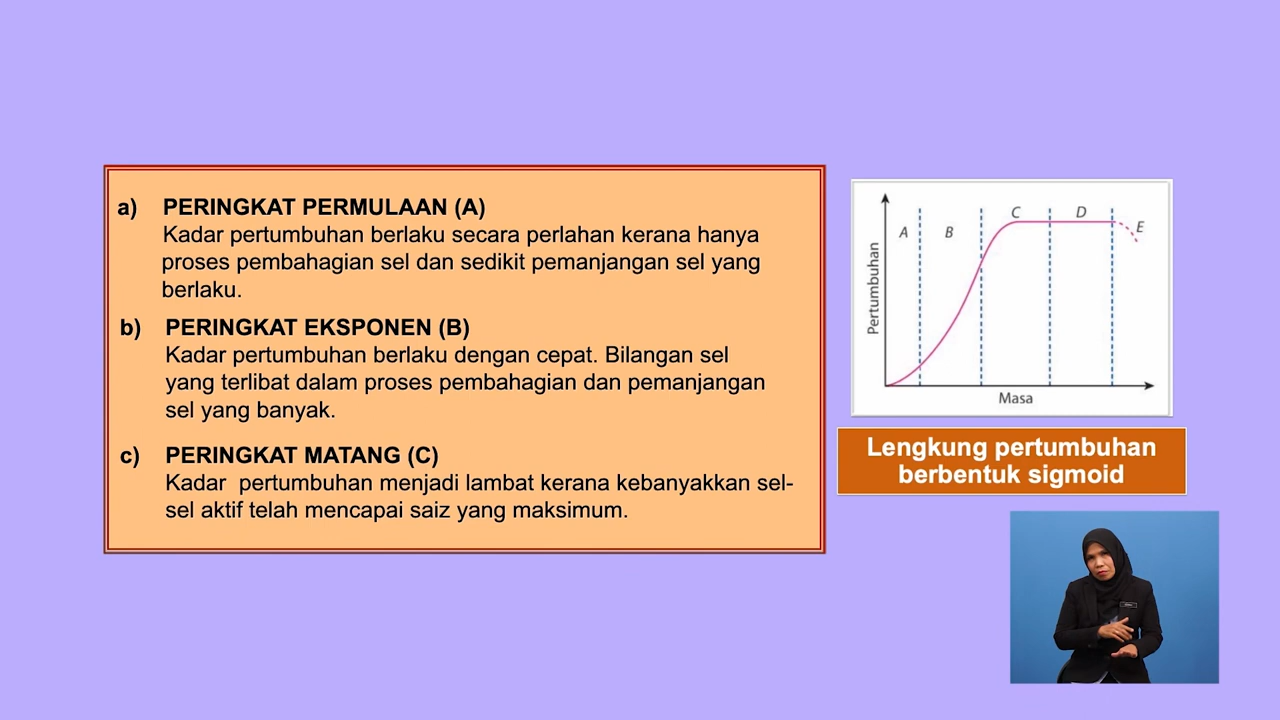 a) PERINGKAT PERMULAAN (A)
Kadar pertumbuhan berlaku secara perlahan kerana hanya
proses pembahagian sel dan sedikit pemanjangan sel yang
berlaku.
b) PERINGKAT EKSPONEN (B)
Kadar pertumbuhan berlaku dengan cepat. Bilangan sel
yang terlibat dalam proses pembahagian dan pemanjangan
sel yang banyak.
c) PERINGKAT MATANG (C)
Kadar pertumbuhan menjadi lambat kerana kebanyakkan sel-
sel aktif telah mencapai saiz yang maksimum.
Pertumbuhan
A
B
C
D
E
Masa
Lengkung pertumbuhan
berbentuk sigmoid